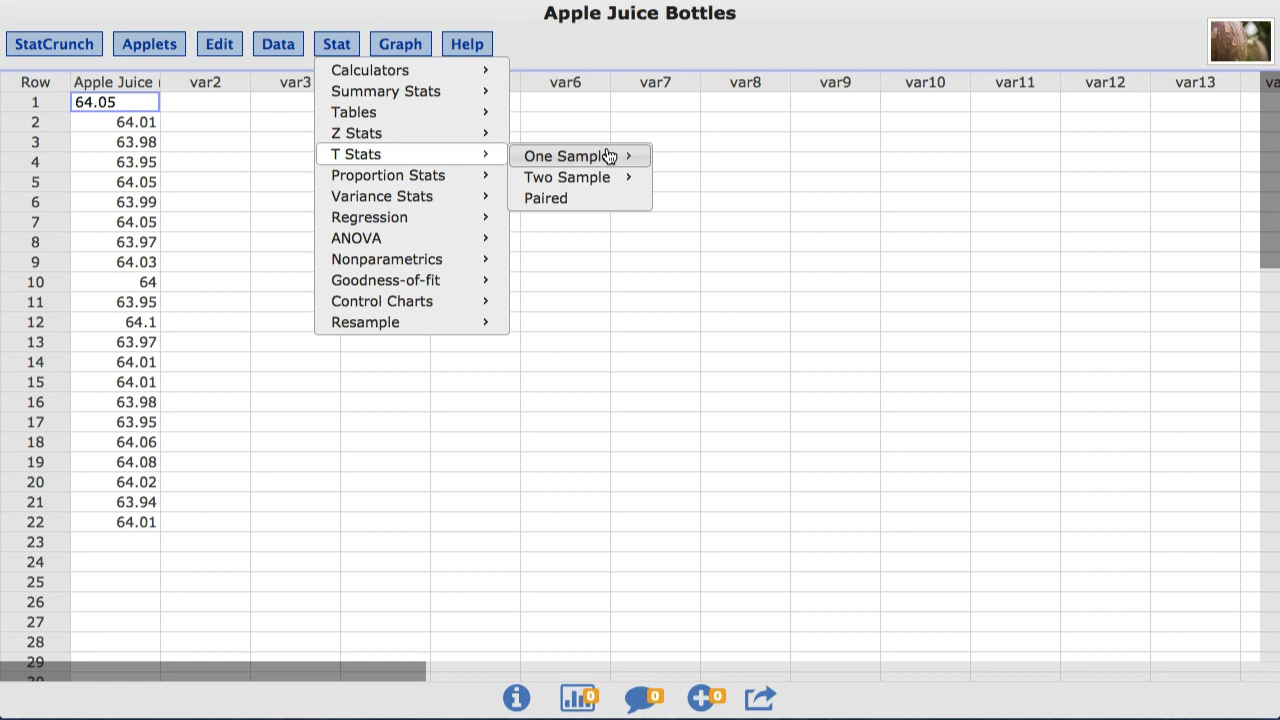 Apple Juice Bottles
StatCrunch Applets Edit Data Stat Graph Help
Row Apple Juice ( var2 var3 var6 var7 var8 var9 var10 var11 var12 var13 va
1 64.05
2 64.01
3 63.98
4 63.95
5 64.05
6 63.99
7 64.05
8 63.97
9 64.03
10 64
11 63.95
12 64.1
13 63.97
14 64.01
15 64.01
16 63.98
17 63.95
18 64.06
19 64.08
20 64.02
21 63.94
22 64.01
23
24
25
26
27
28
29
30
Calculators
Summary Stats
Tables
Z Stats
T Stats
Proportion Stats
Variance Stats
Regression
ANOVA
Nonparametrics
Goodness-of-fit
Control Charts
Resample
One Sample
Two Sample
Paired
0 0 0